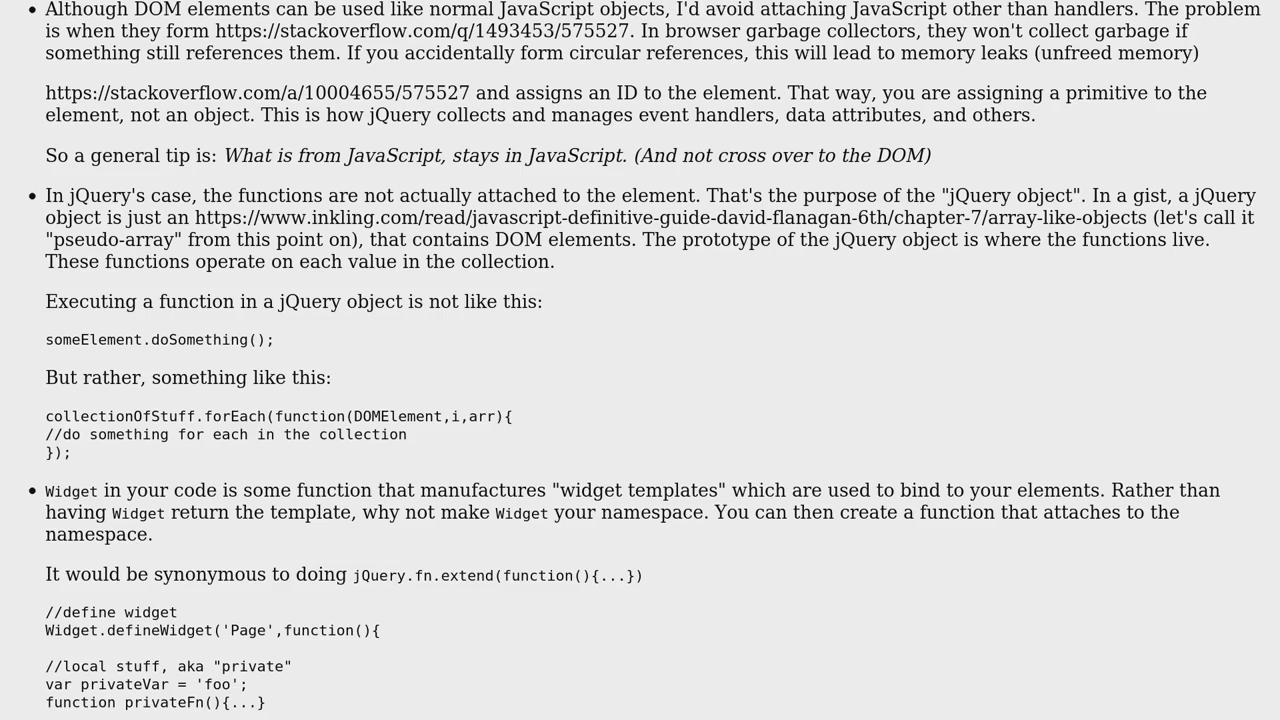 Although DOM elements can be used like normal JavaScript objects, I'd avoid attaching JavaScript other than handlers. The problem
is when they form https://stackoverflow.com/q/1493453/575527. In browser garbage collectors, they won't collect garbage if
something still references them. If you accidentally form circular references, this will lead to memory leaks (unfreed memory)
https://stackoverflow.com/a/10004655/575527 and assigns an ID to the element. That way, you are assigning a primitive to the
element, not an object. This is how jQuery collects and manages event handlers, data attributes, and others.
So a general tip is: What is from JavaScript, stays in JavaScript. (And not cross over to the DOM)
In jQuery's case, the functions are not actually attached to the element. That's the purpose of the "jQuery object". In a gist, a jQuery
object is just an https://www.inkling.com/read/javascript-definitive-guide-david-flanagan-6th/chapter-7/array-like-objects (let's call it
"pseudo-array" from this point on), that contains DOM elements. The prototype of the jQuery object is where the functions live.
These functions operate on each value in the collection.
Executing a function in a jQuery object is not like this:
someElement.doSomething();
But rather, something like this:
collectionOfStuff.forEach(function(DOMElement,i,arr){
//do something for each in the collection
});
Widget in your code is some function that manufactures "widget templates" which are used to bind to your elements. Rather than
having Widget return the template, why not make Widget your namespace. You can then create a function that attaches to the
namespace.
It would be synonymous to doing jQuery.fn.extend(function(){...})
//define widget
Widget.defineWidget('Page',function(){
//local stuff, aka "private"
var privateVar = 'foo';
function privateFn(){...}